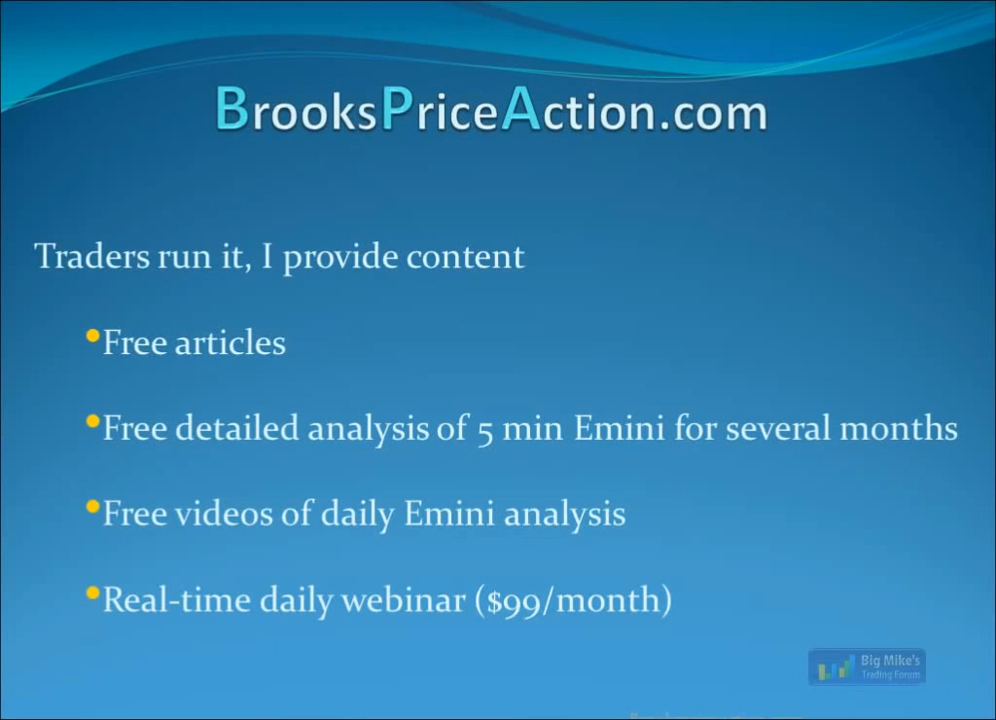 BrooksPriceAction.com
Traders run it, I provide content
•Free articles
•Free detailed analysis of 5 min Emini for several months
•Free videos of daily Emini analysis
•Real-time daily webinar ($99/month)
Big Mike's
Trading Forum